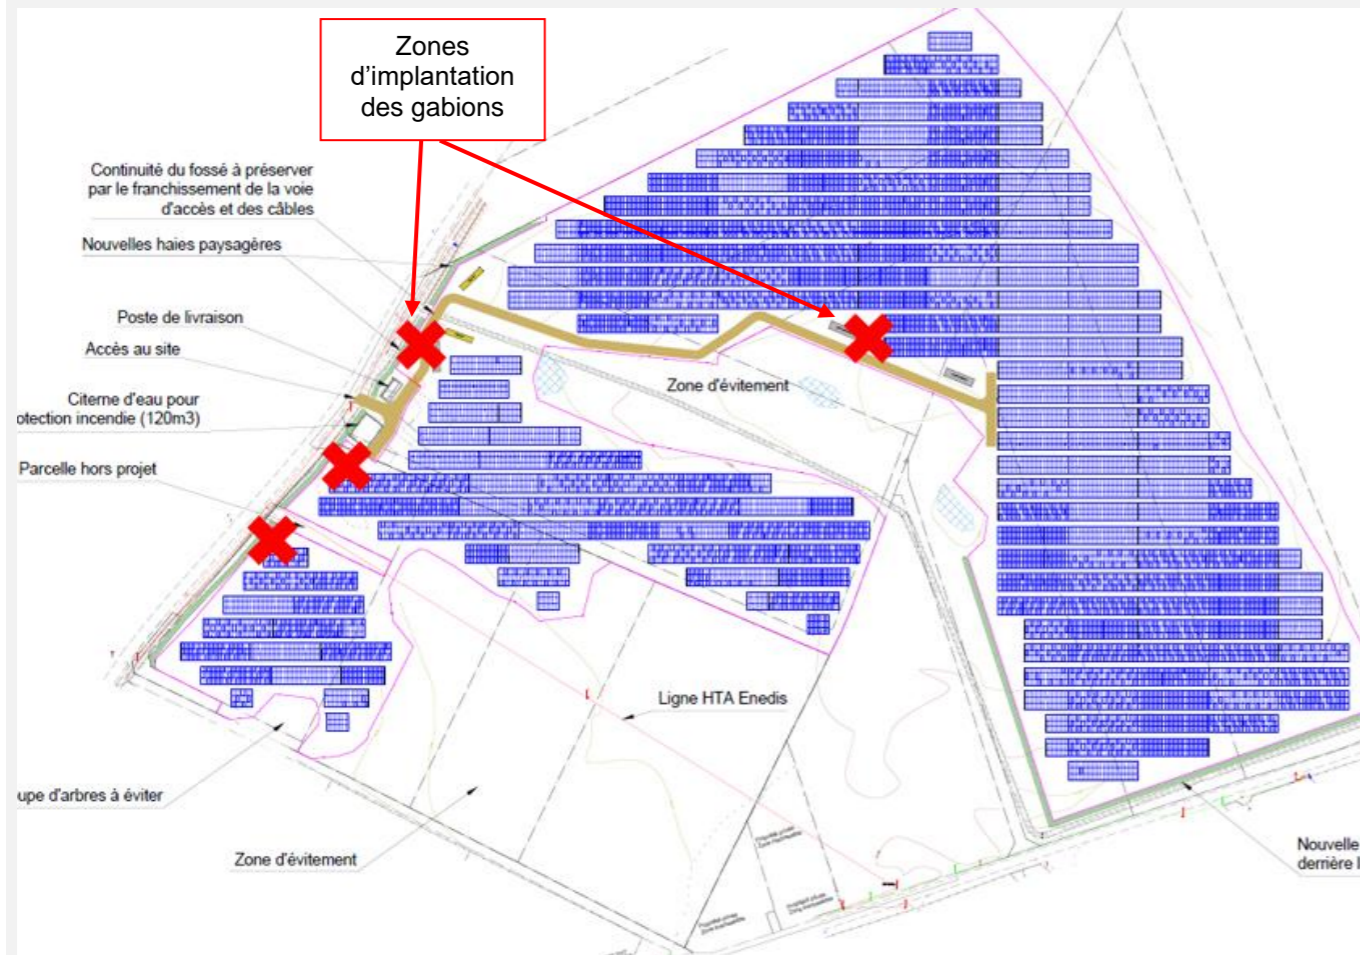 Zones
d'implantation
des gabions
Continuité du fossé à préserver
par le franchissement de la voie
d'accès et des câbles
Nouvelles haies paysagères
Poste de livraison
Accès au site
Citerne d'eau pour
otection incendie (120m3)
Parcelle hors projet
Zone d'évitement
Ligne HTA Enedis
upe d'arbres à éviter
Zone d'évitement
Nouvelle
derrière l